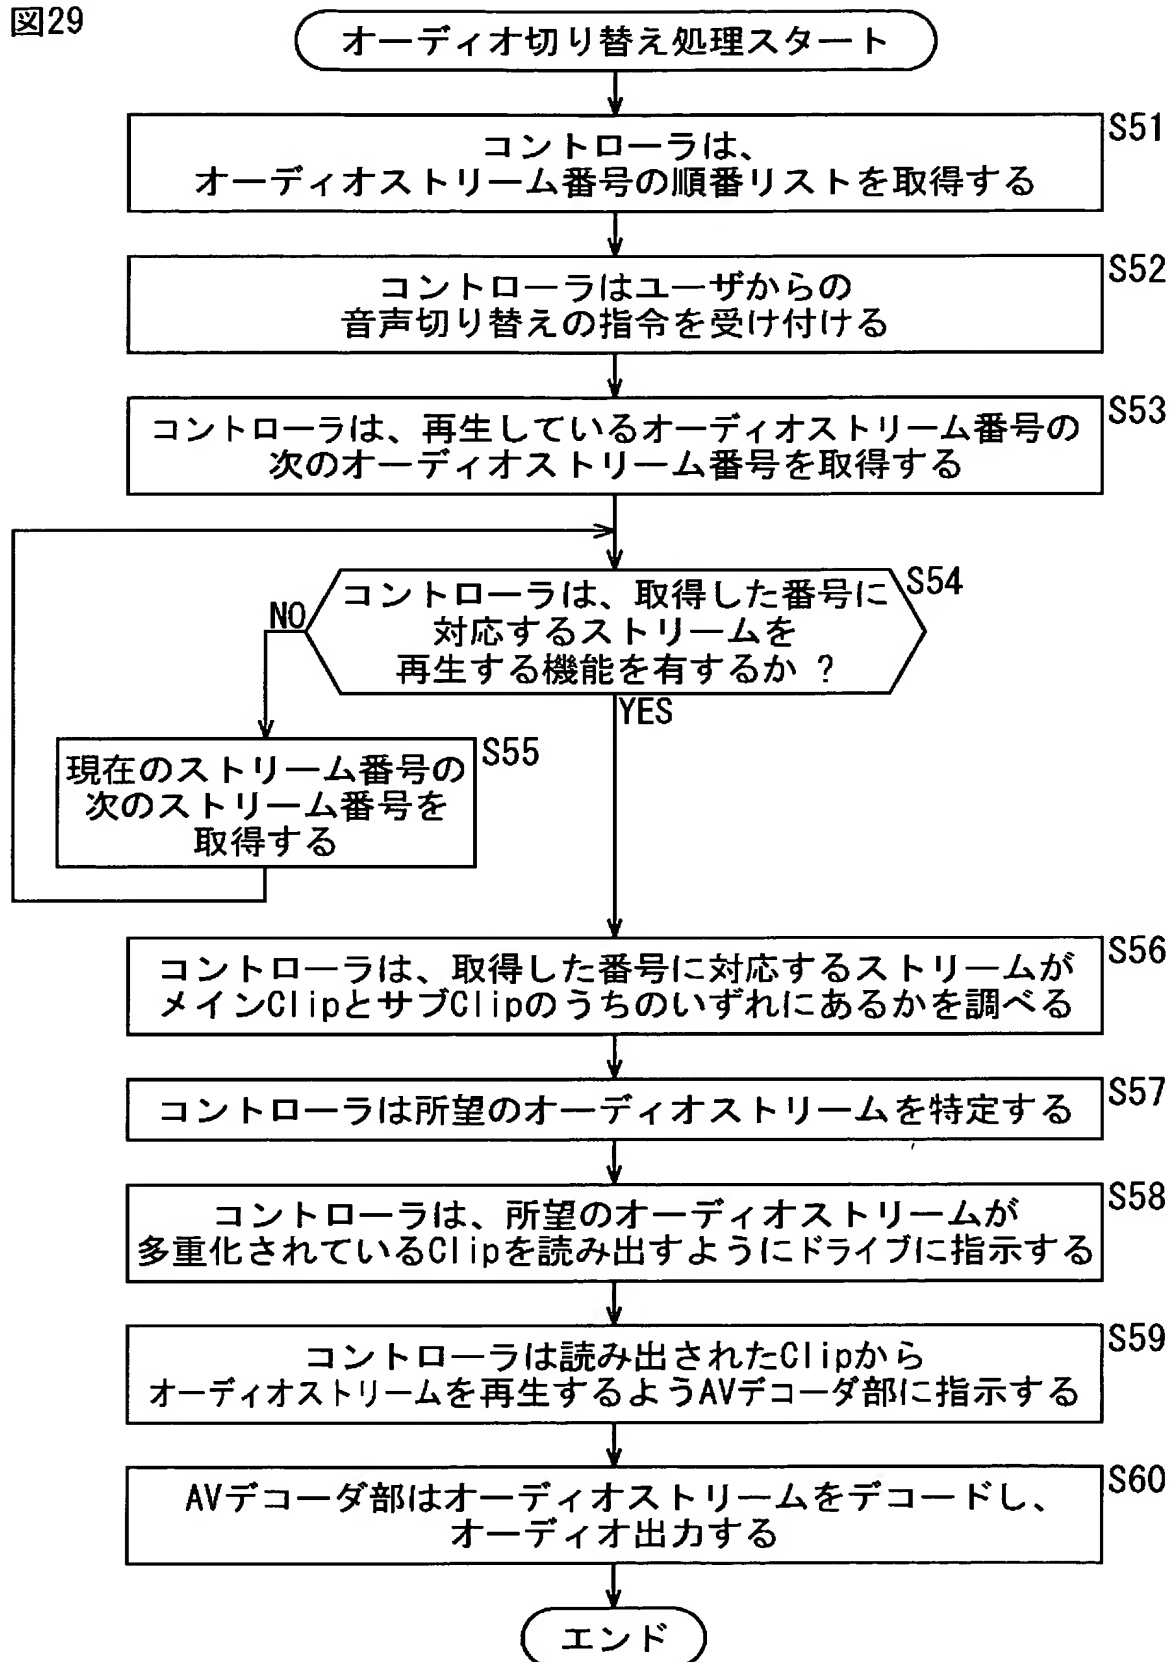 図29
オーディオ切り替え処理スタート
S51
コントローラは、
オーディオストリーム番号の順番リストを取得する
S52
コントローラはユーザからの
音声切り替えの指令を受け付ける
S53
コントローラは、再生しているオーディオストリーム番号の
次のオーディオストリーム番号を取得する
S54
コントローラは、取得した番号に
対応するストリームを
再生する機能を有するか ?
NO
YES
S55
現在のストリーム番号の
次のストリーム番号を
取得する
S56
コントローラは、取得した番号に対応するストリームが
メインClipとサブClipのうちのいずれにあるかを調べる
S57
コントローラは所望のオーディオストリームを特定する
S58
コントローラは、所望のオーディオストリームが
多重化されているClipを読み出すようにドライブに指示する
S59
コントローラは読み出されたClipから
オーディオストリームを再生するようAVデコーダ部に指示する
S60
AVデコーダ部はオーディオストリームをデコードし、
オーディオ出力する
エンド